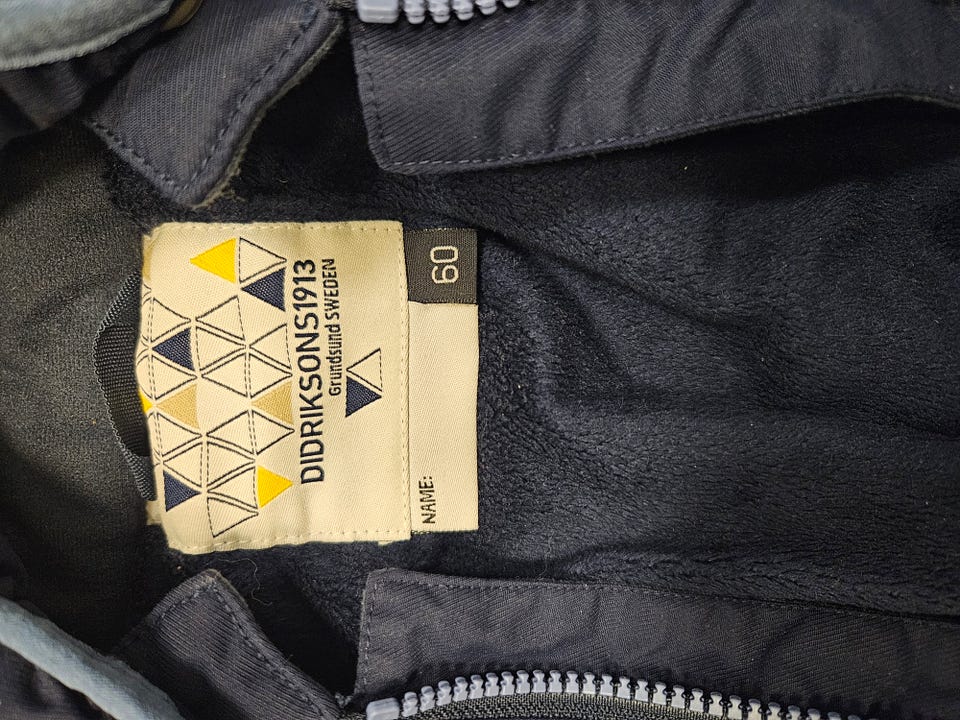 DIDRIKSONS1913
Grundsund SWEDEN
NAME:
60